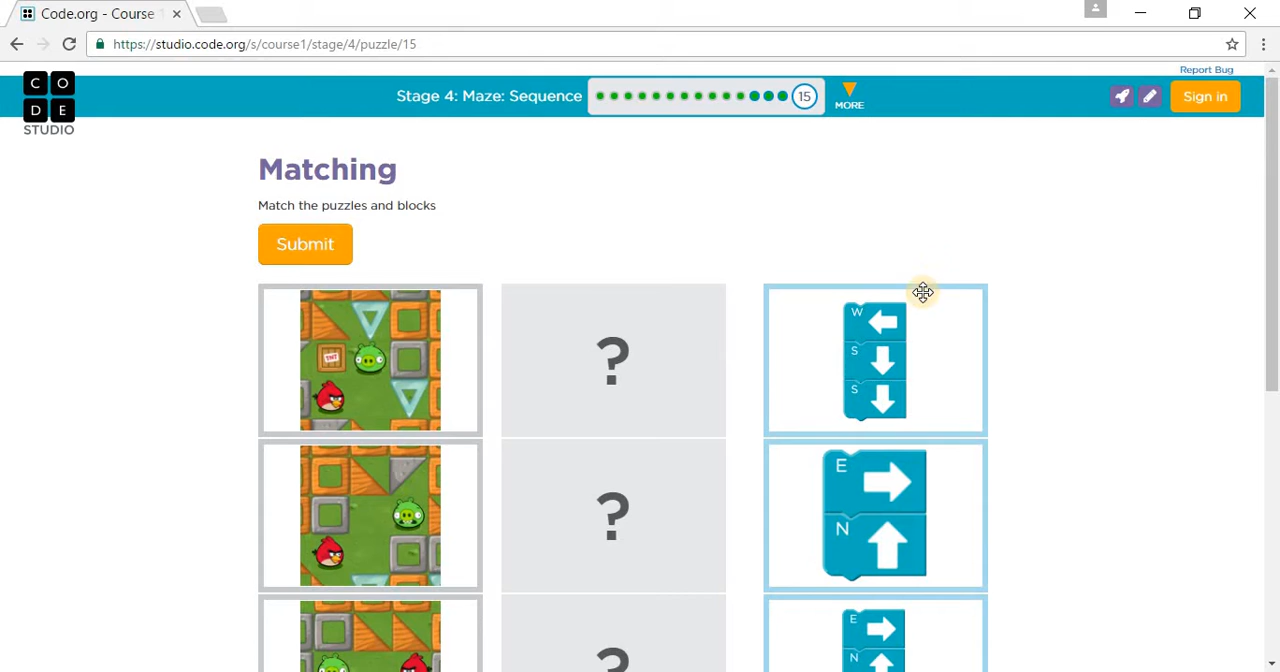 Code.org - Course 1
https://studio.code.org/s/course1/stage/4/puzzle/15
Report Bug
C O
D E
STUDIO
Stage 4: Maze: Sequence
15
MORE
Sign in
Matching
Match the puzzles and blocks
Submit
TNT
?
W
S
S
?
E
N
?
E
N